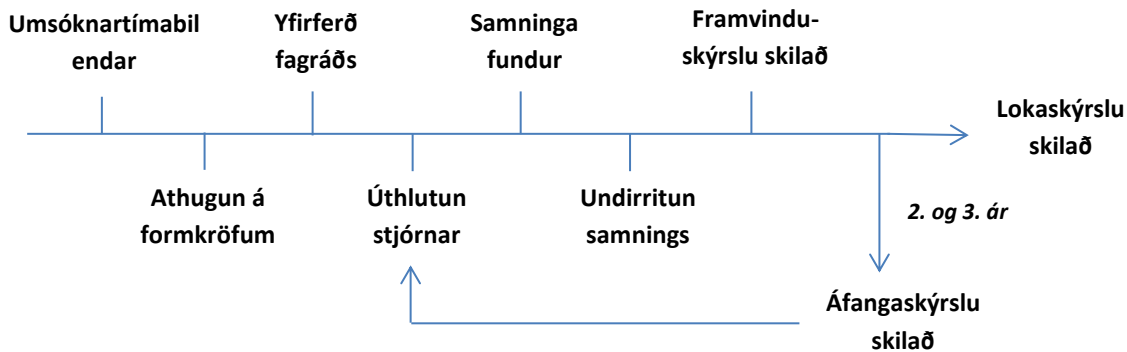 Umsóknartímabil
endar
Yfirferð
fagráðs
Samninga
fundur
Framvindu-
skýrslu skilað
Lokaskýrslu
skilað
Athugun á
formkröfum
Úthlutun
stjórnar
Undirritun
samnings
2. og 3. ár
Áfangaskýrslu
skilað